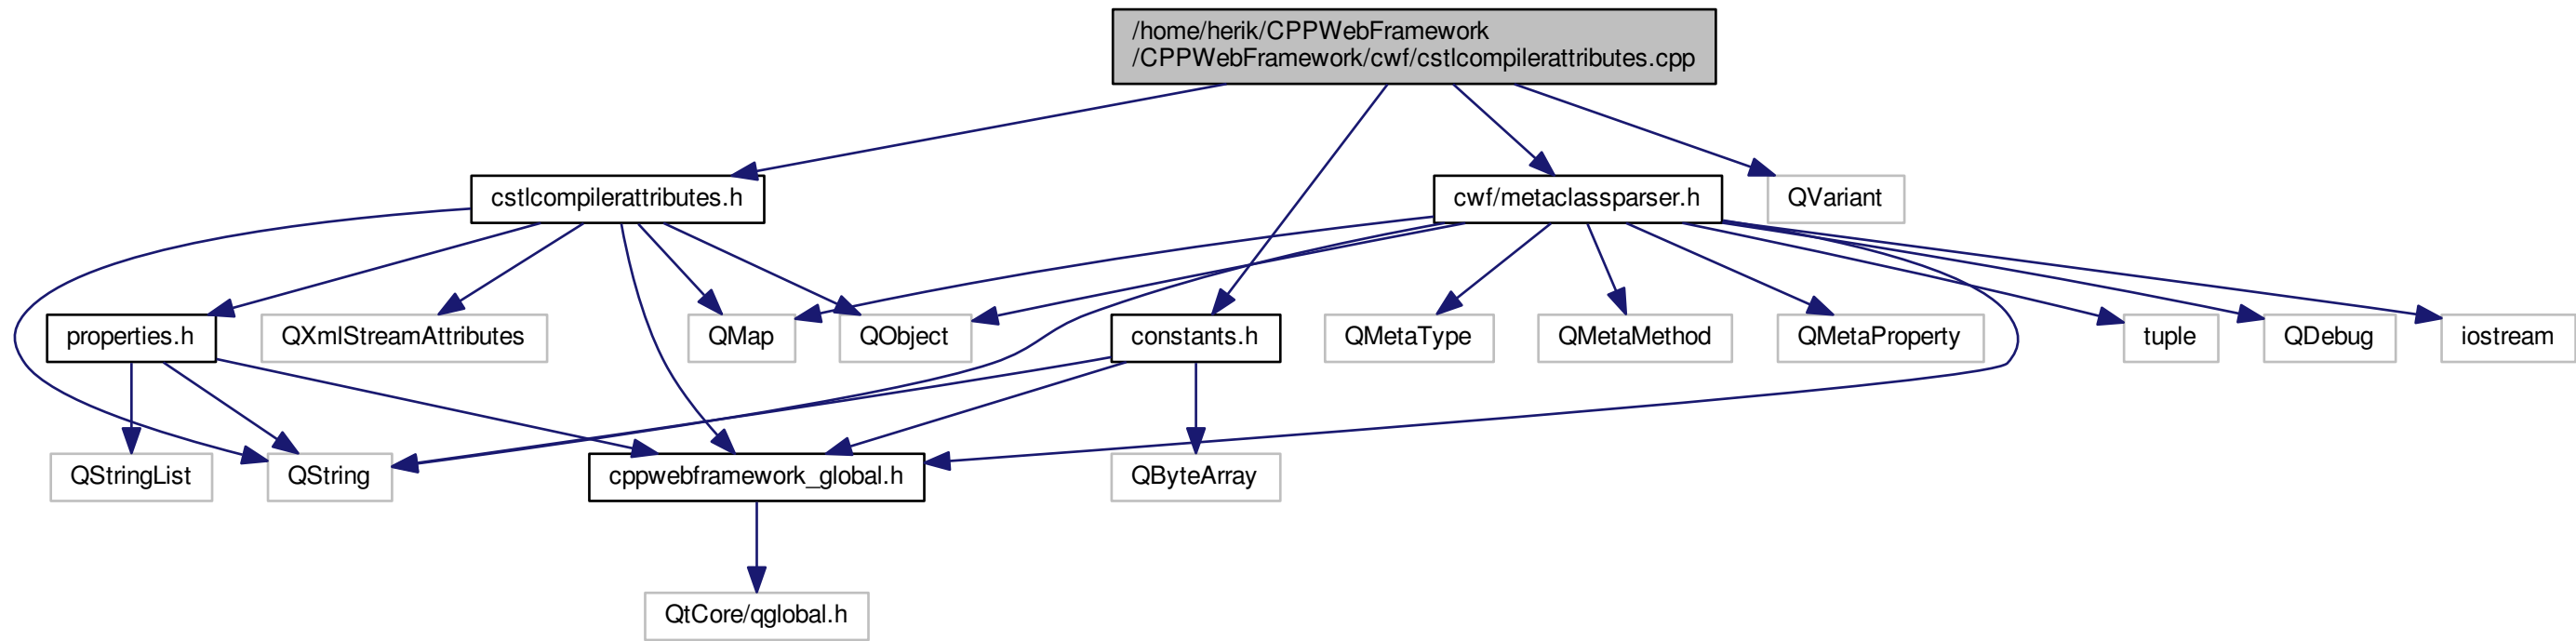 /home/herik/CPPWebFramework
/CPPWebFramework/cwf/cstlcompilerattributes.cpp
cstlcompilerattributes.h
cwf/metaclassparser.h
QVariant
properties.h
QXmlStreamAttributes
QMap
QObject
constants.h
QMetaType
QMetaMethod
QMetaProperty
tuple
QDebug
iostream
QStringList
QString
cppwebframework_global.h
QByteArray
QtCore/qglobal.h